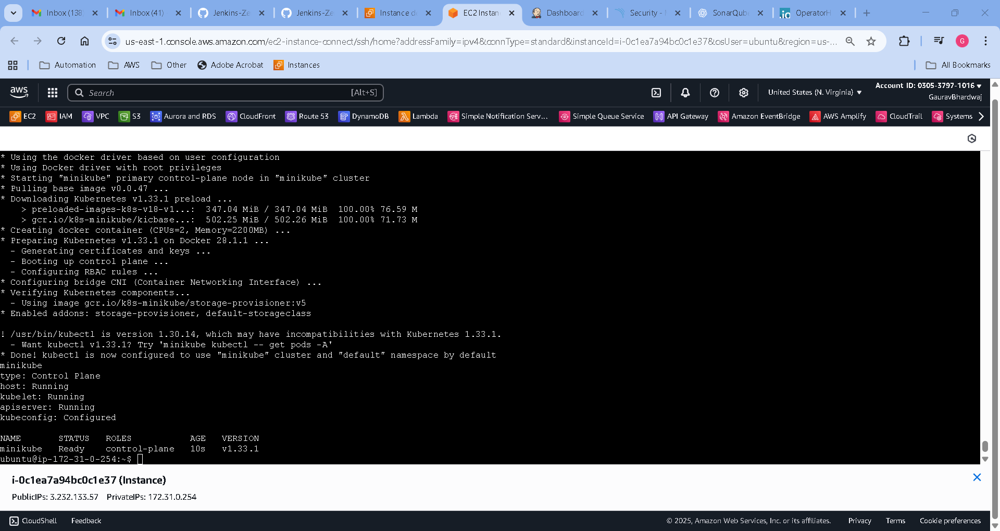 Inbox (138
Inbox (41)
Jenkins-Ze
Jenkins-Ze
Instance de
EC2 Instan
Dashboard
Security -
SonarQube
OperatorH
us-east-1.console.aws.amazon.com/ec2-instance-connect/ssh/home?addressFamily=ipv4&connType=standard&instanceId=i-0c1ea7a94bc0c1e37&osUser=ubuntu&region=us-...
G
Automation
AWS
Other
Adobe Acrobat
Instances
All Bookmarks
aws
Search
[Alt+S]
United States (N. Virginia)
Account ID: 0305-3797-1016
GauravBhardwaj
EC2
IAM
VPC
S3
Aurora and RDS
CloudFront
Route 53
DynamoDB
Lambda
Simple Notification Serv...
Simple Queue Service
API Gateway
Amazon EventBridge
AWS Amplify
CloudTrail
Systems
* Using the docker driver based on user configuration
* Using Docker driver with root privileges
* Starting "minikube" primary control-plane node in "minikube" cluster
* Pulling base image v0.0.47 ...
* Downloading Kubernetes v1.33.1 preload ...
    > preloaded-images-k8s-v18-v1...:  347.04 MiB / 347.04 MiB  100.00% 76.59 M
    > gcr.io/k8s-minikube/kicbase...:  502.25 MiB / 502.26 MiB  100.00% 71.73 M
* Creating docker container (CPUs=2, Memory=2200MB) ...
* Preparing Kubernetes v1.33.1 on Docker 28.1.1 ...
  - Generating certificates and keys ...
  - Booting up control plane ...
  - Configuring RBAC rules ...
* Configuring bridge CNI (Container Networking Interface) ...
* Verifying Kubernetes components...
  - Using image gcr.io/k8s-minikube/storage-provisioner:v5
* Enabled addons: storage-provisioner, default-storageclass
! /usr/bin/kubectl is version 1.30.14, which may have incompatibilities with Kubernetes 1.33.1.
  - Want kubectl v1.33.1? Try 'minikube kubectl -- get pods -A'
* Done! kubectl is now configured to use "minikube" cluster and "default" namespace by default
minikube
type: Control Plane
host: Running
kubelet: Running
apiserver: Running
kubeconfig: Configured
NAME       STATUS   ROLES           AGE   VERSION
minikube   Ready    control-plane   10s   v1.33.1
ubuntu@ip-172-31-0-254:~$
i-0c1ea7a94bc0c1e37 (Instance)
PublicIPs: 3.232.133.57    PrivateIPs: 172.31.0.254
CloudShell
Feedback
© 2025, Amazon Web Services, Inc. or its affiliates.
Privacy
Terms
Cookie preferences